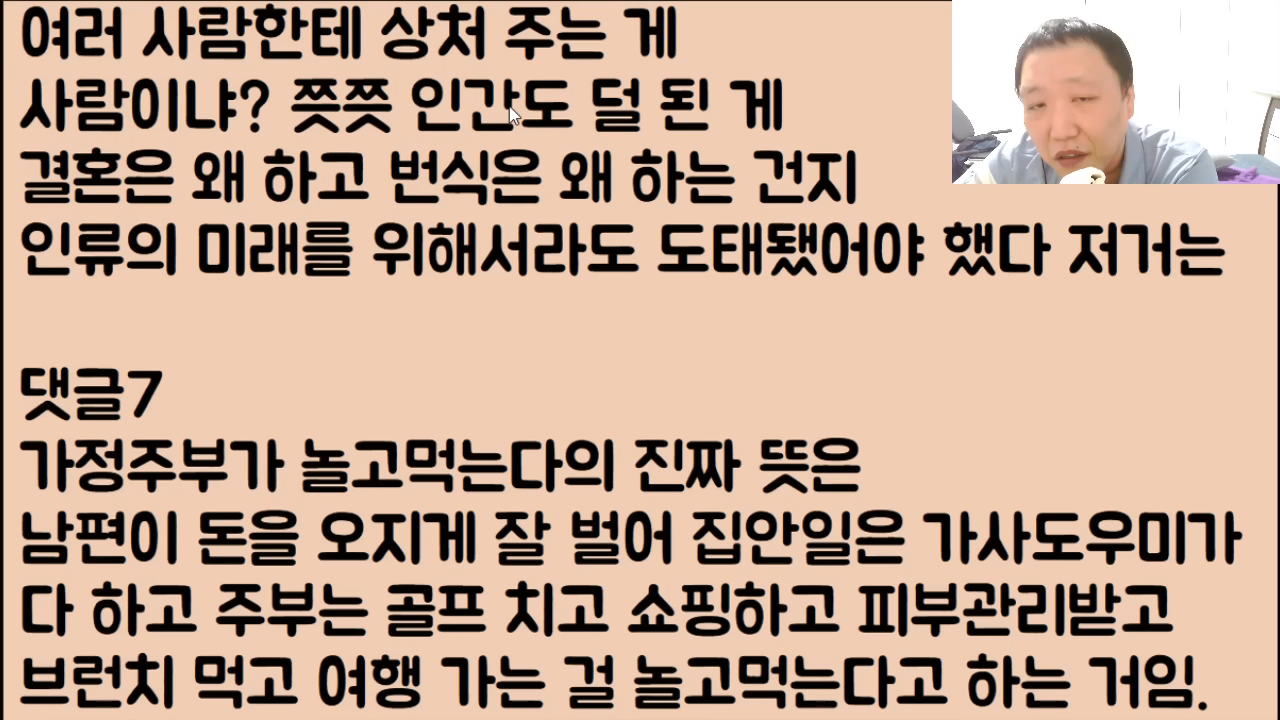 여러 사람한테 상처 주는 게
사람이냐? 쯧쯧 인간도 덜 된 게
결혼은 왜 하고 번식은 왜 하는 건지
인류의 미래를 위해서라도 도태됐어야 했다 저거는
댓글7
가정주부가 놀고먹는다의 진짜 뜻은
남편이 돈을 오지게 잘 벌어 집안일은 가사도우미가
다 하고 주부는 골프 치고 쇼핑하고 피부관리받고
브런치 먹고 여행 가는 걸 놀고먹는다고 하는 거임.